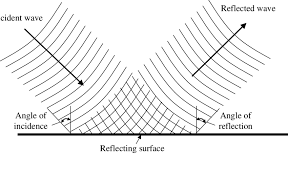 cident wave
Reflected wave
Angle of
incidence
Angle of
reflection
Reflecting surface